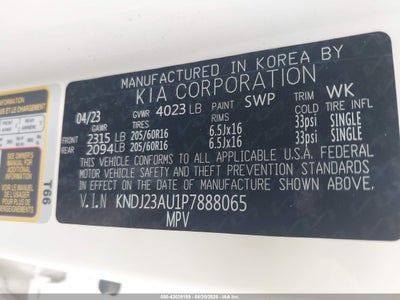 MANUFACTURED IN KOREA BY
KIA CORPORATION
04/23 GVWR 4023 LB PAINT SWP TRIM WK
GAWR RIMS COLD TIRE INFL
FRONT 2315 LB 205/60R16 6.5Jx16 33psi SINGLE
REAR 2094 LB 205/60R16 6.5Jx16 33psi SINGLE
THIS VEHICLE CONFORMS TO ALL APPLICABLE U.S.A. FEDERAL
MOTOR VEHICLE SAFETY AND THEFT PREVENTION STANDARDS
IN EFFECT ON THE DATE OF MANUFACTURE SHOWN ABOVE.
V.I.N KNDJ23AU1P7888065
MPV
SEE OWNER'S
MANUAL
T66